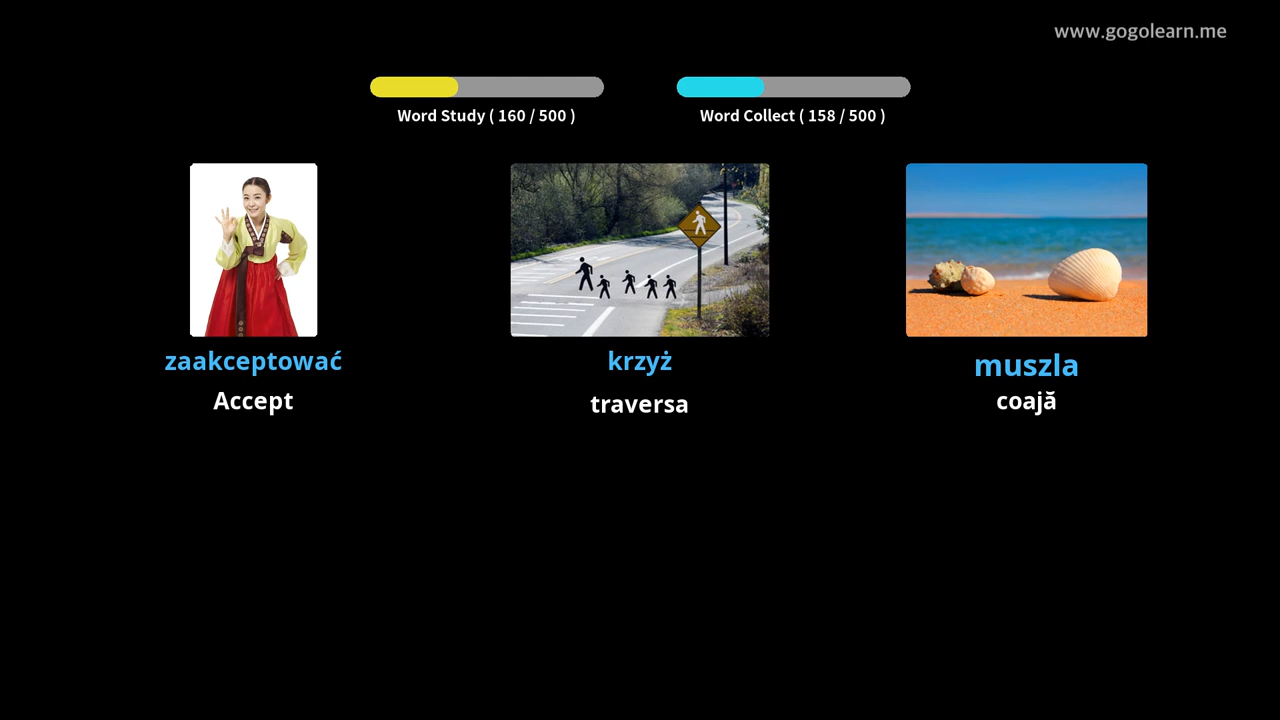 www.gogolearn.me
Word Study ( 160 / 500 )
Word Collect ( 158 / 500 )
zaakceptować
Accept
krzyż
traversa
muszla
coajă